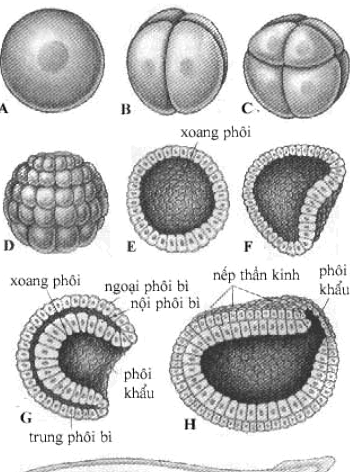 A
B
C
xoang phôi
D
E
F
xoang phôi
ngoại phôi bì
nội phôi bì
nếp thần kinh
phôi
khẩu
phôi
khẩu
G
H
trung phôi bì